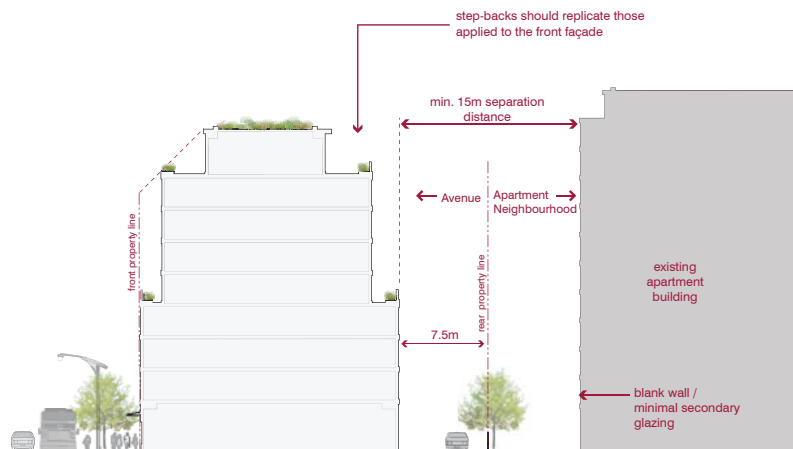 step-backs should replicate those
applied to the front façade
min. 15m separation
distance
Avenue
Apartment
Neighbourhood
front property line
rear property line
existing
apartment
building
7.5m
blank wall /
minimal secondary
glazing